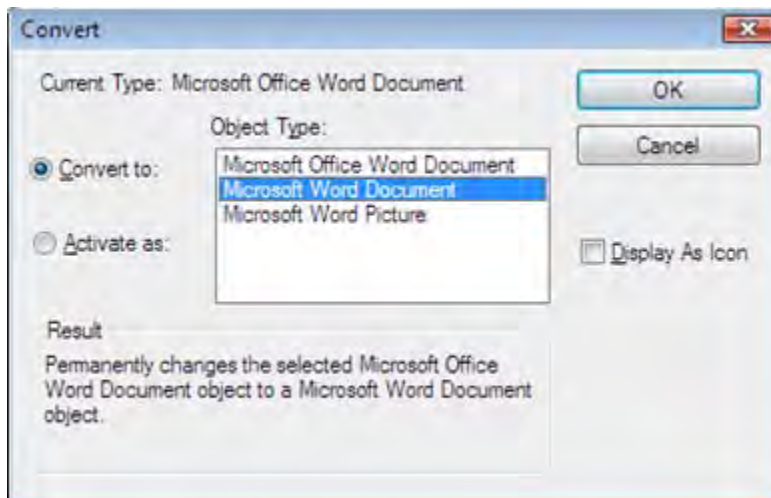 Convert
Current Type: Microsoft Office Word Document
Object Type:
Convert to:
Activate as:
Microsoft Office Word Document
Microsoft Word Document
Microsoft Word Picture
OK
Cancel
Display As Icon
Result
Permanently changes the selected Microsoft Office
Word Document object to a Microsoft Word Document
object.